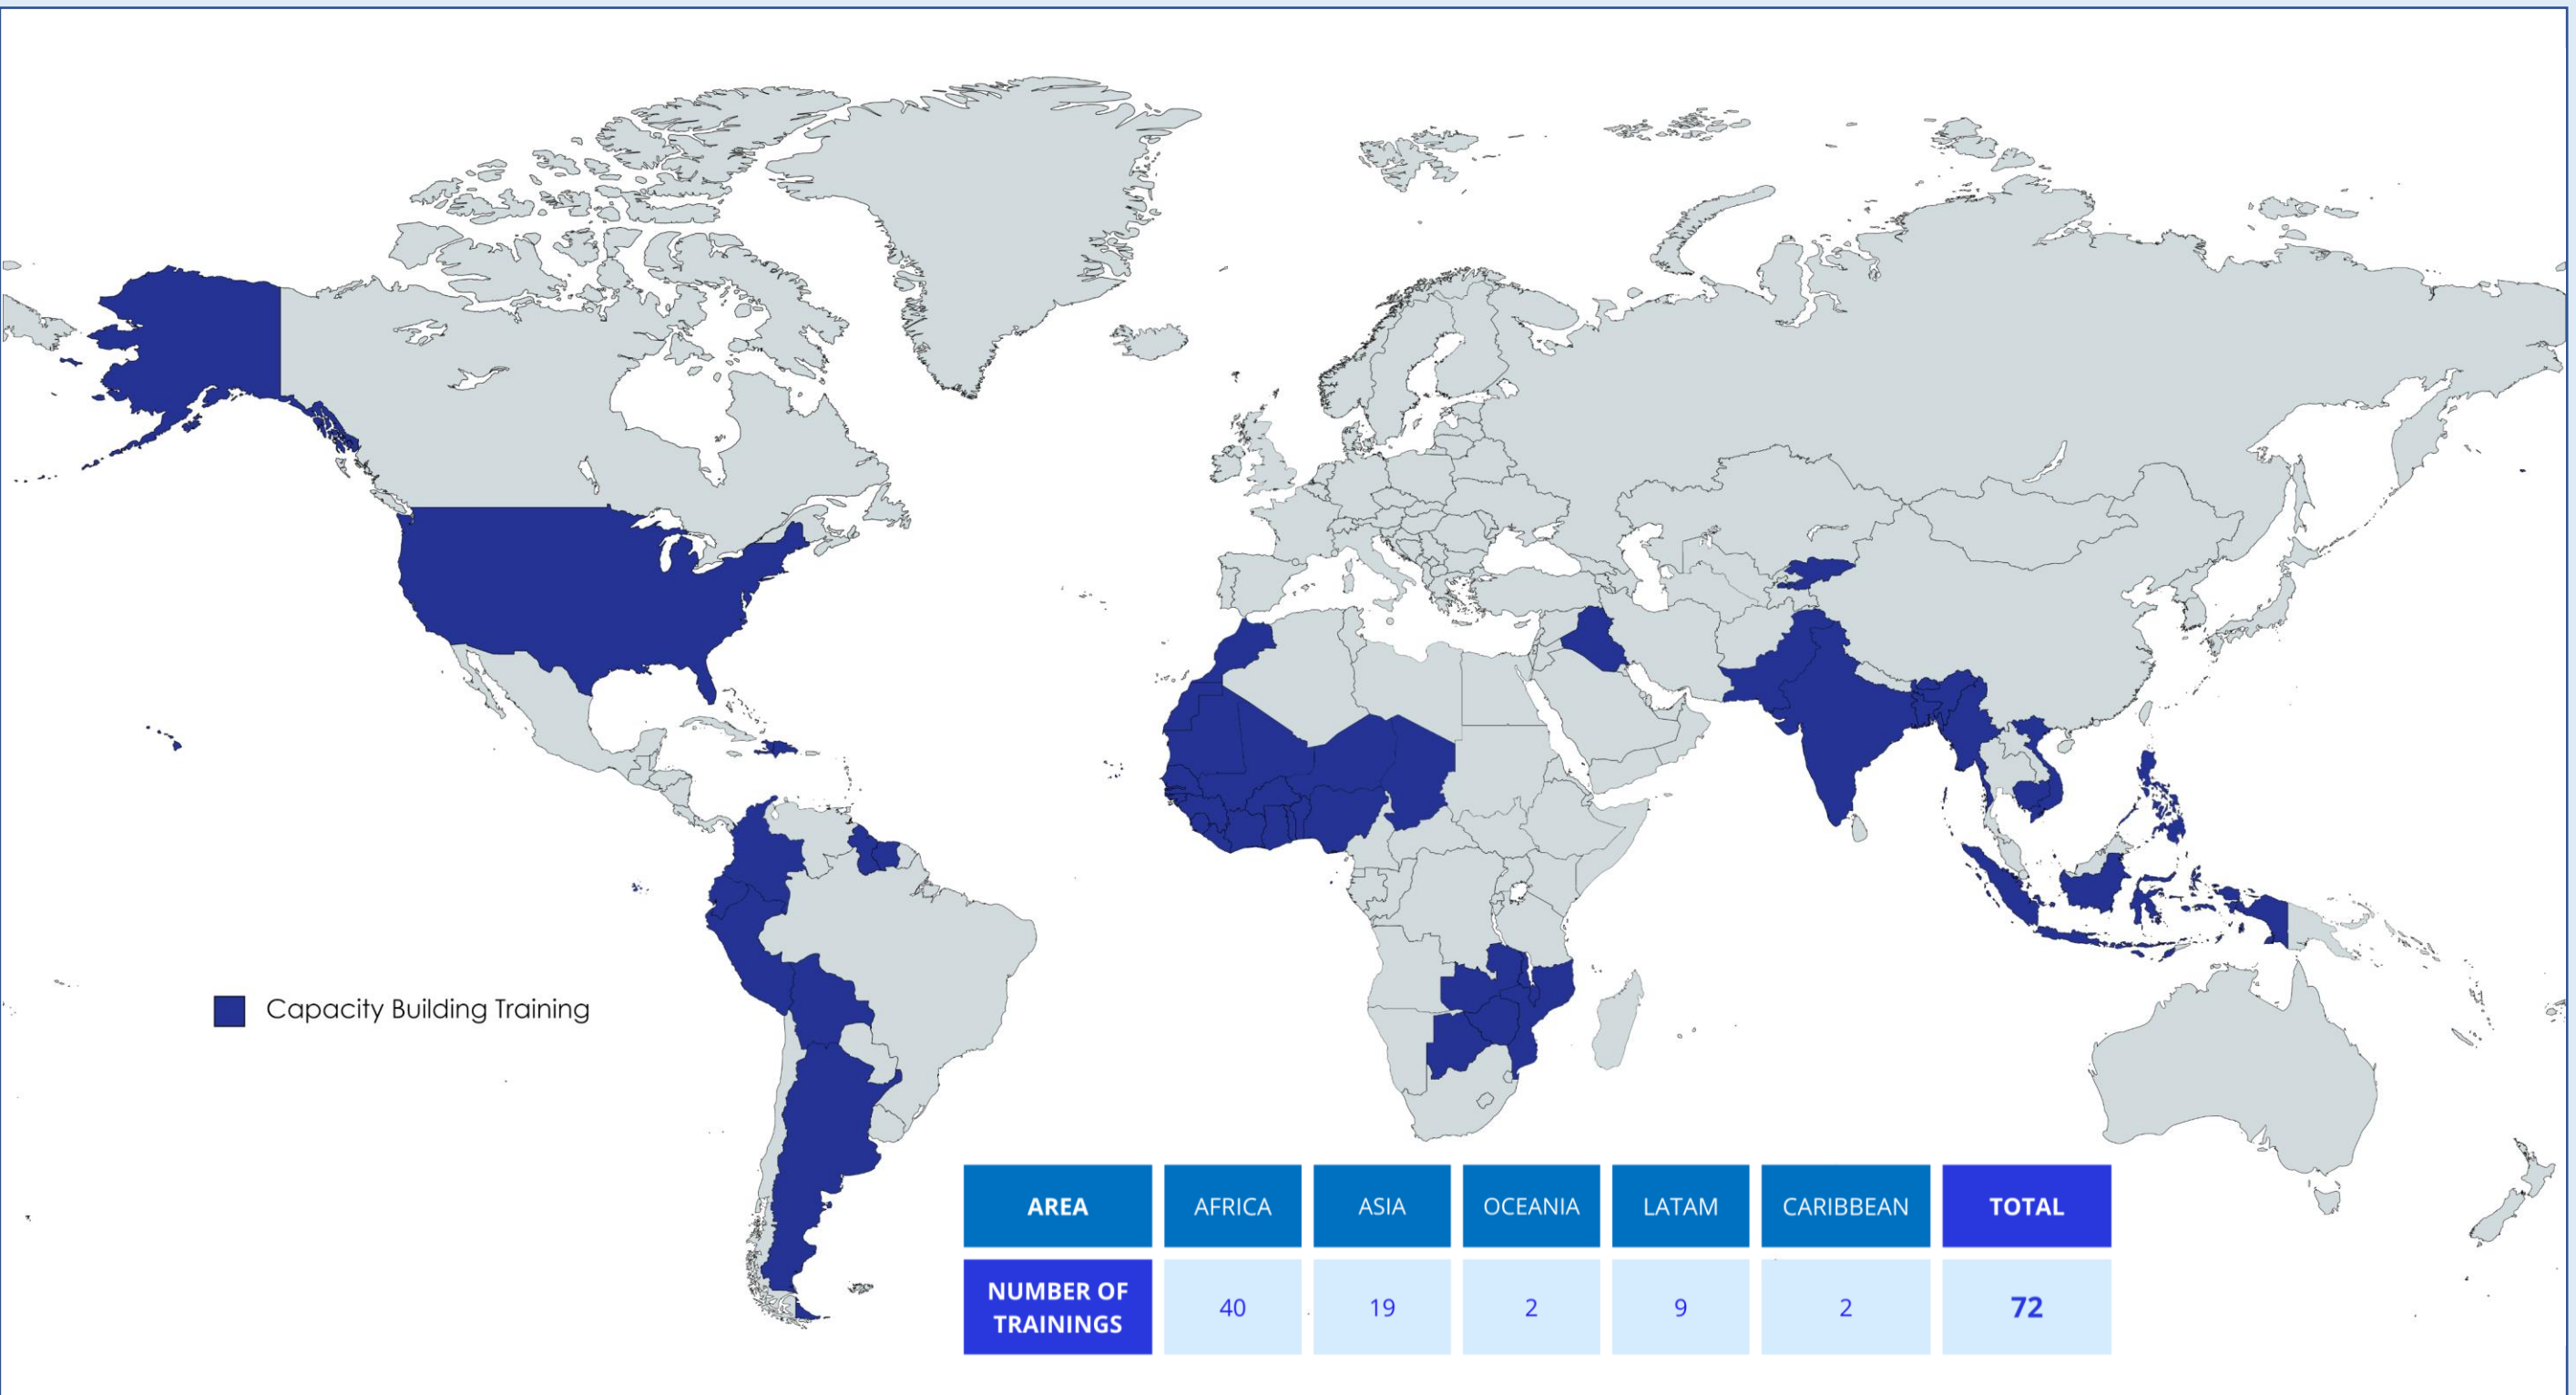 Capacity Building Training
AREA AFRICA ASIA OCEANIA LATAM CARIBBEAN TOTAL
NUMBER OF
TRAININGS 40 19 2 9 2 72